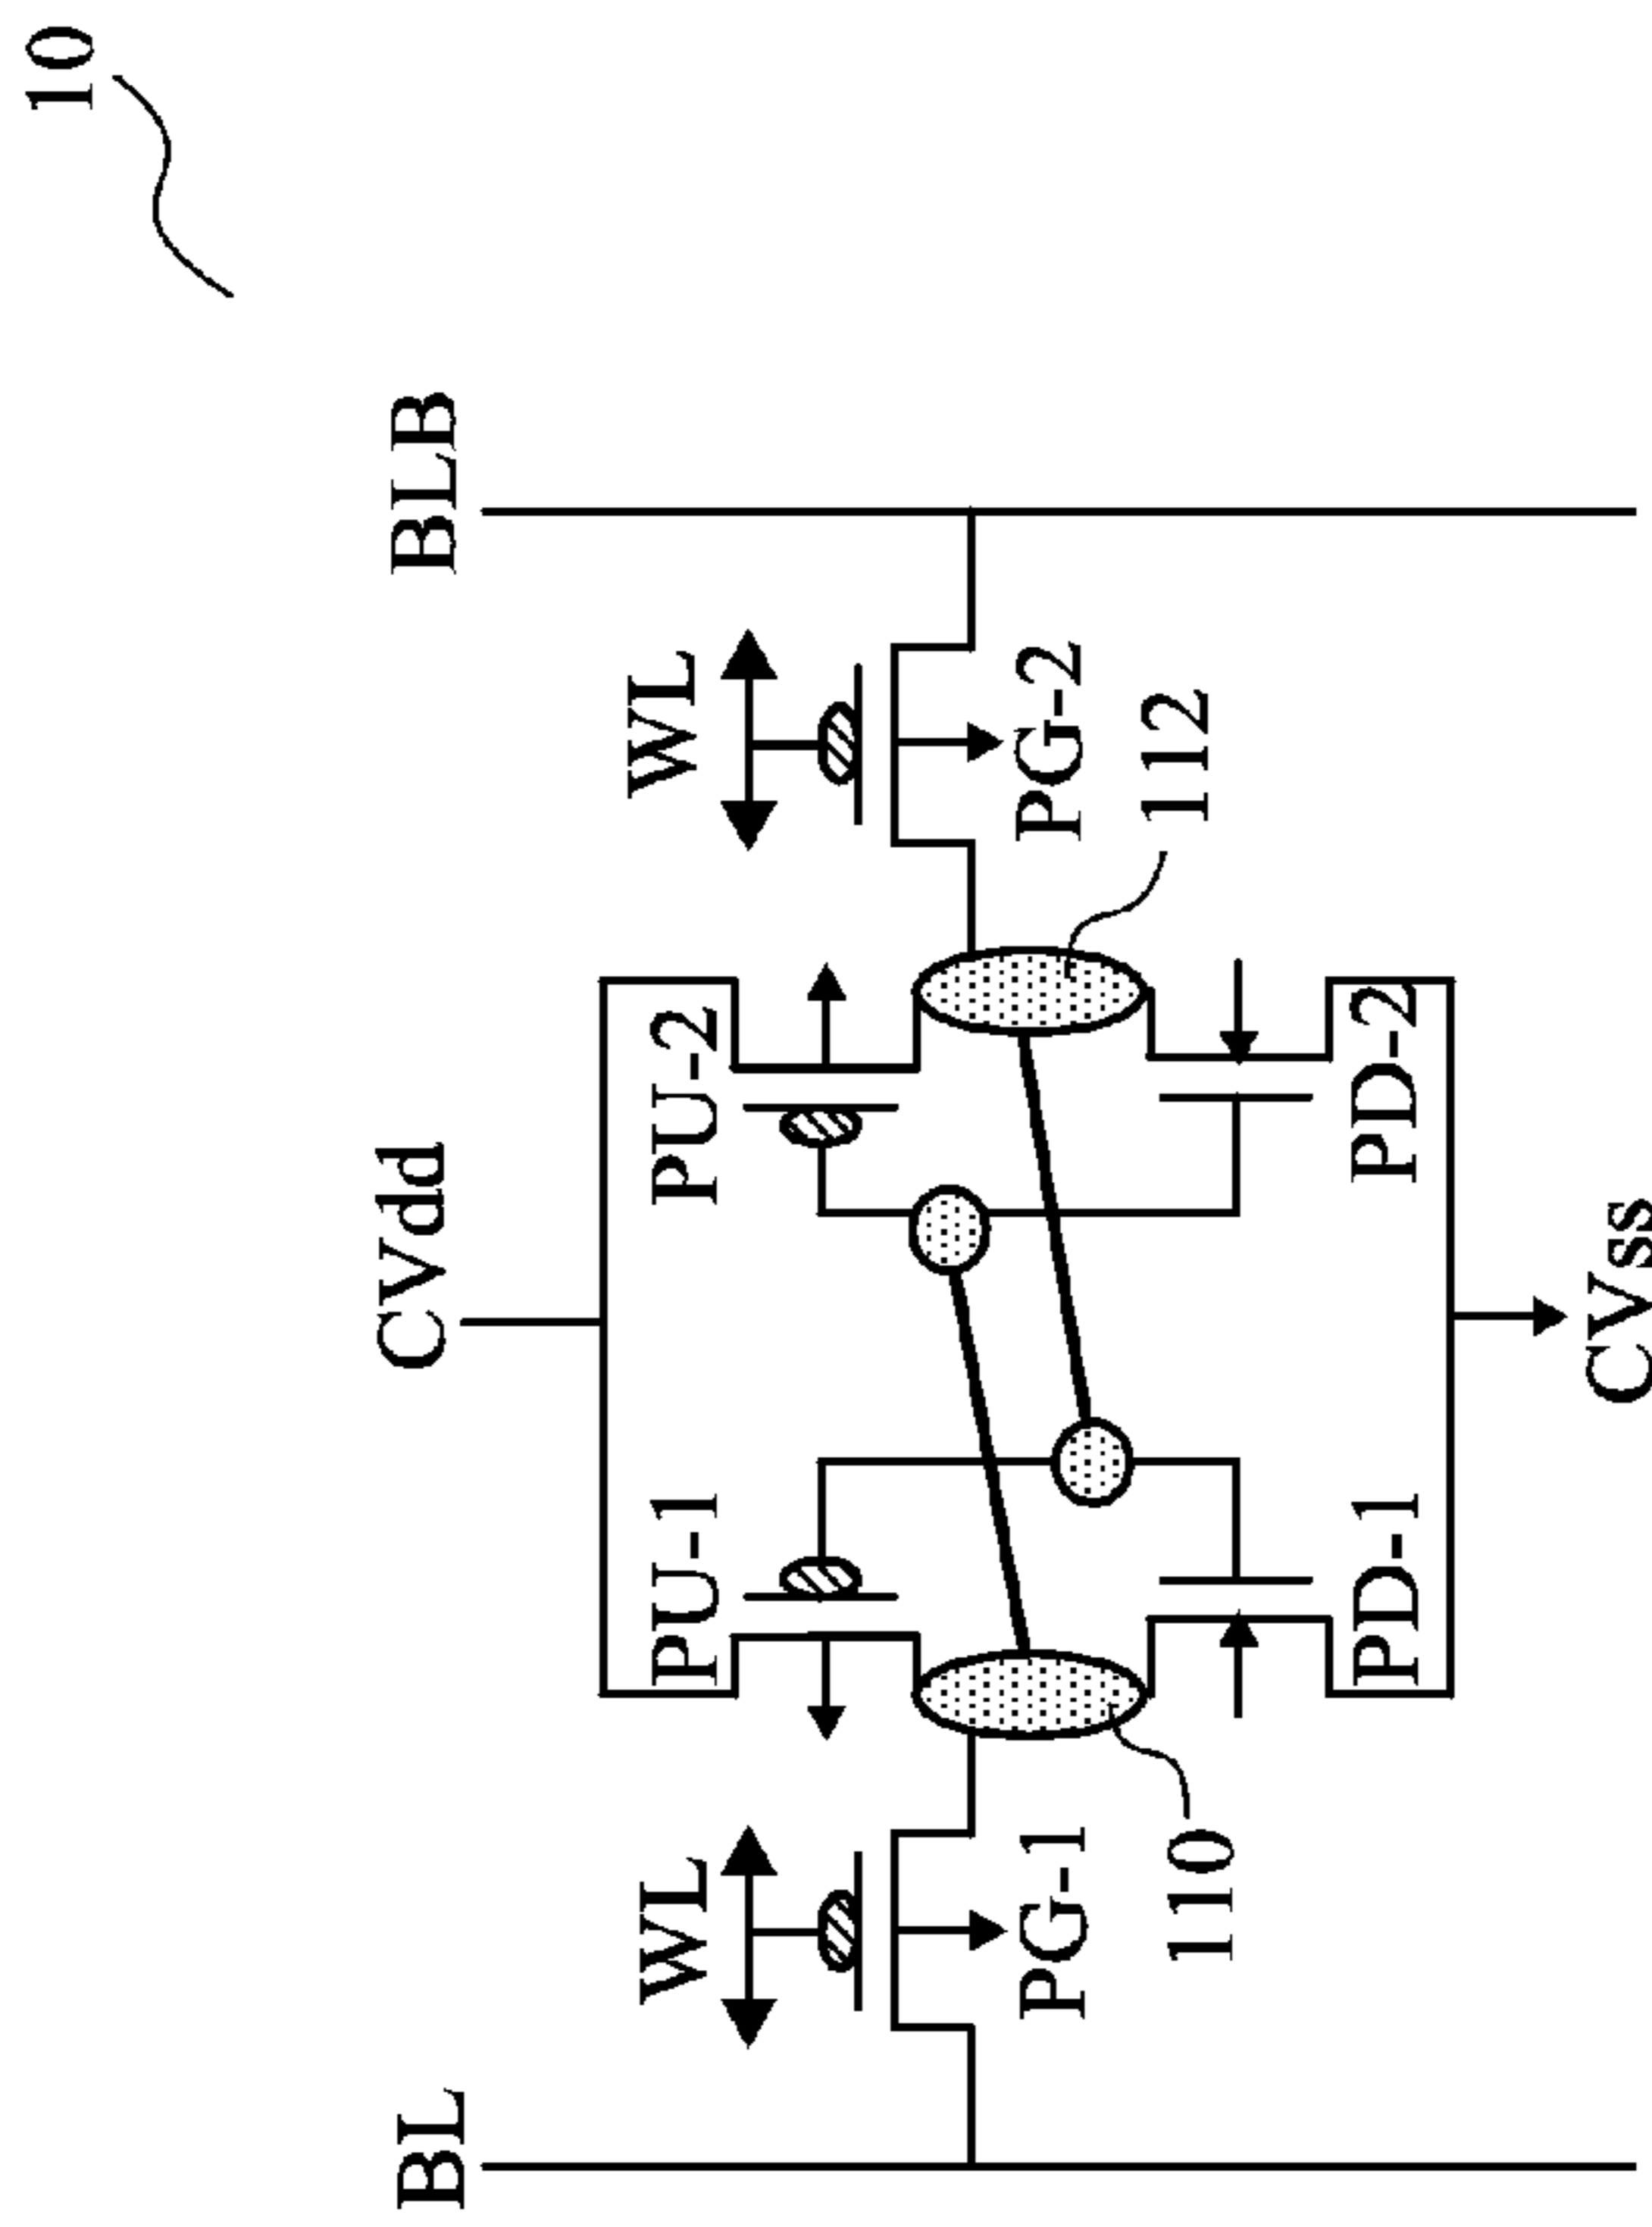 10
BL
CVdd
BLB
WL
PU-1
PU-2
WL
PG-1
PG-2
110
112
PD-1
PD-2
CVss